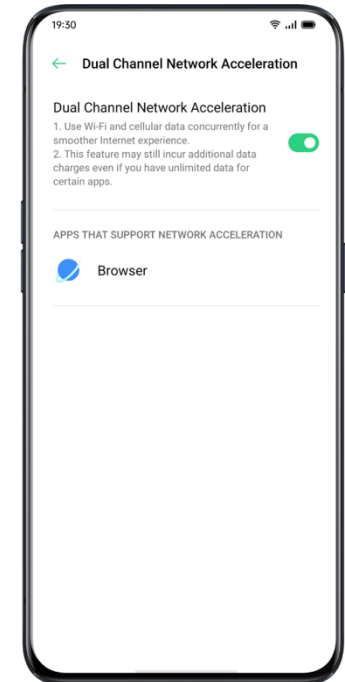 19:30
Dual Channel Network Acceleration
Dual Channel Network Acceleration
1. Use Wi-Fi and cellular data concurrently for a
smoother Internet experience.
2. This feature may still incur additional data
charges even if you have unlimited data for
certain apps.
APPS THAT SUPPORT NETWORK ACCELERATION
Browser